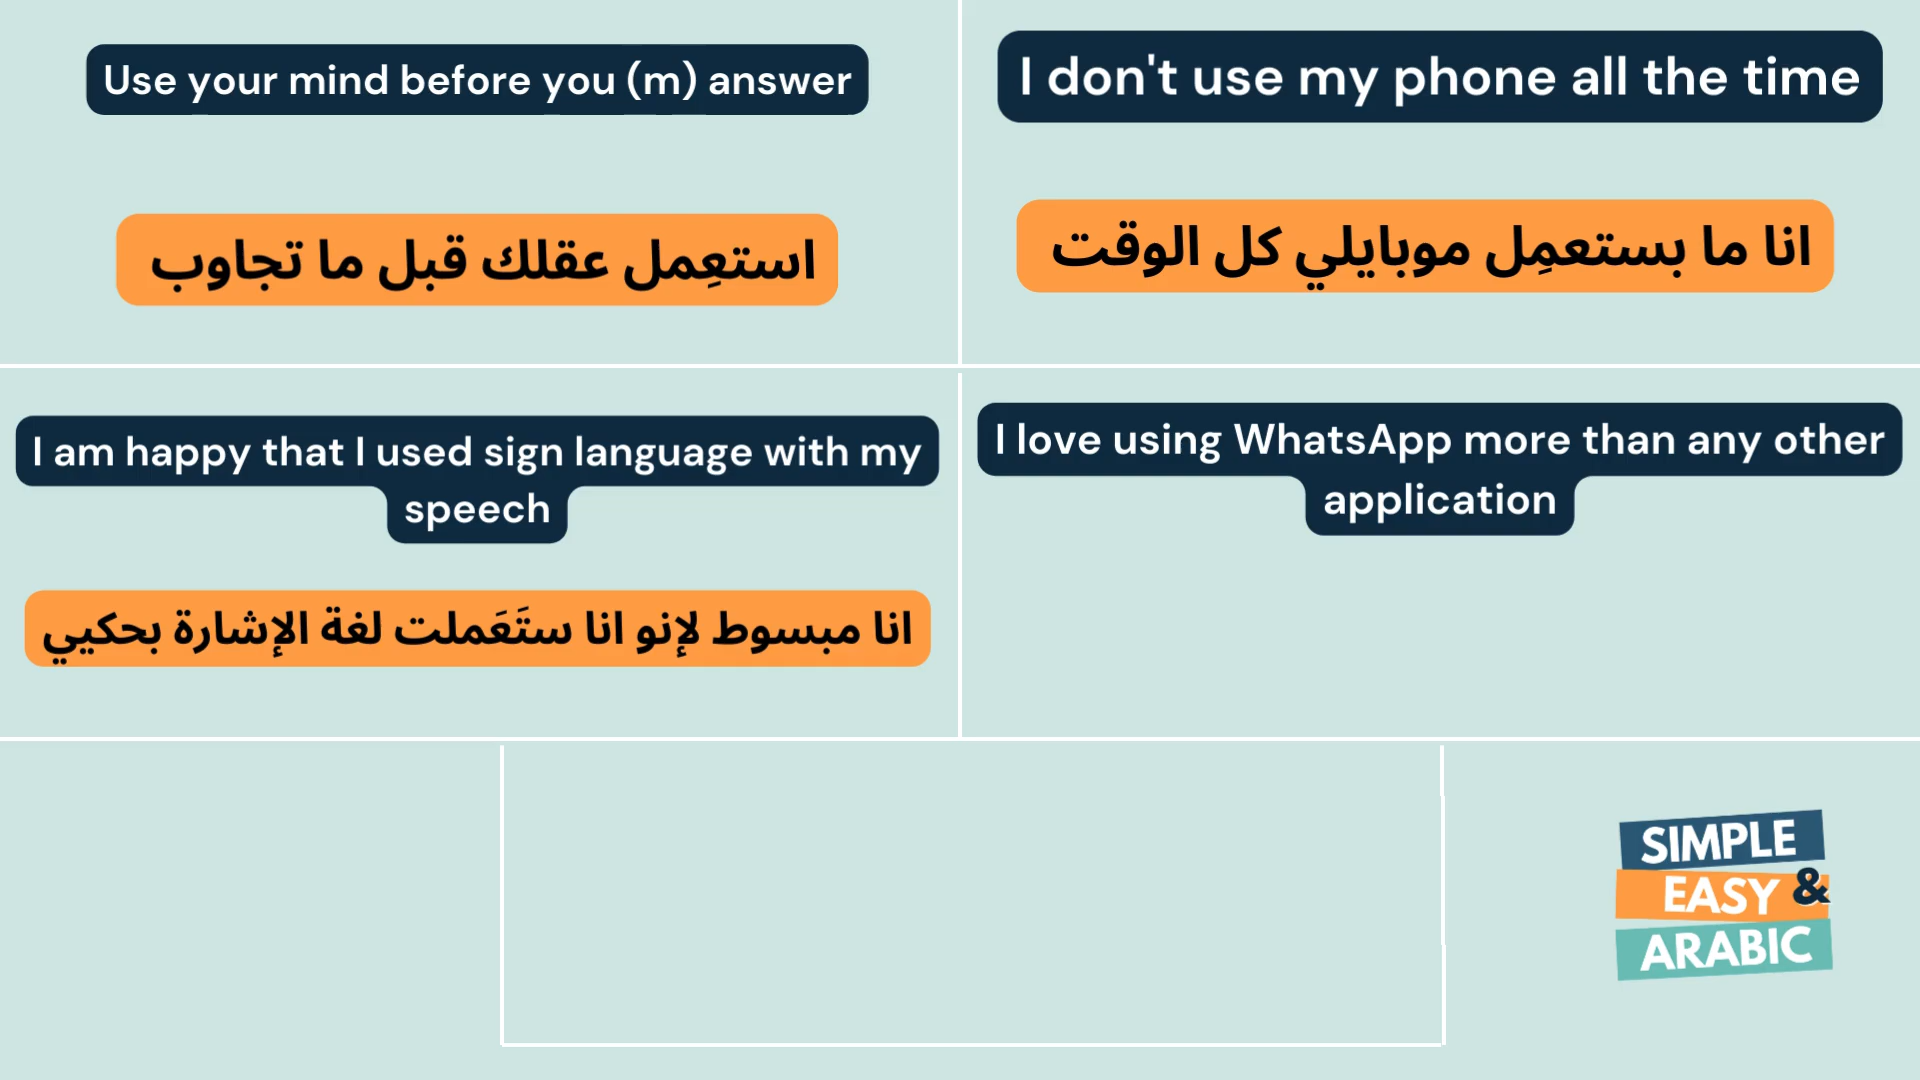 Use your mind before you (m) answer
استعِمل عقلك قبل ما تجاوب
I don't use my phone all the time
انا ما بستعمِل موبايلي كل الوقت
I am happy that I used sign language with my
speech
انا مبسوط لإنو انا ستَعَملت لغة الإشارة بحكيي
I love using WhatsApp more than any other
application
SIMPLE
EASY &
ARABIC